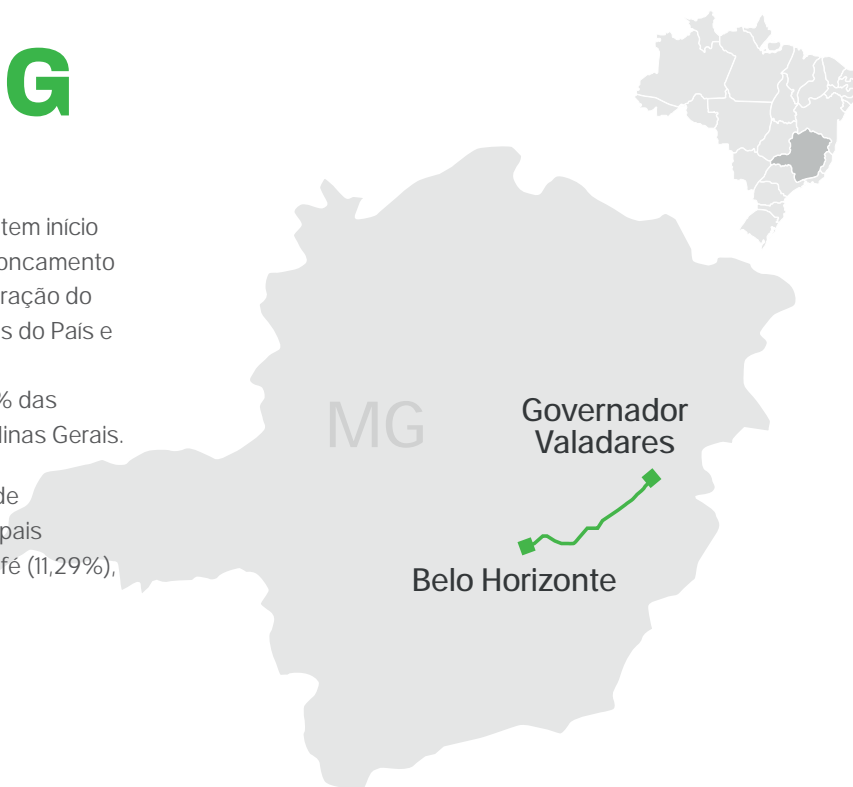 G
tem início
oncamento
ração do
s do País e
% das
linas Gerais.
de
pais
fé (11,29%),
MG
Governador
Valadares
Belo Horizonte